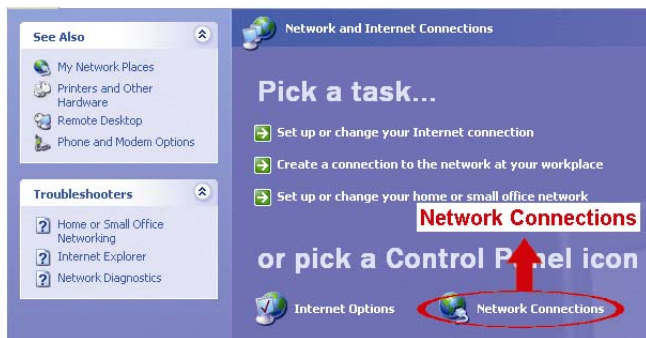 See Also
My Network Places
Printers and Other
Hardware
Remote Desktop
Phone and Modem Options
Troubleshooters
Home or Small Office
Networking
Internet Explorer
Network Diagnostics
Network and Internet Connections
Pick a task...
Set up or change your Internet connection
Create a connection to the network at your workplace
Set up or change your home or small office network
Network Connections
or pick a Control Panel icon
Internet Options
Network Connections